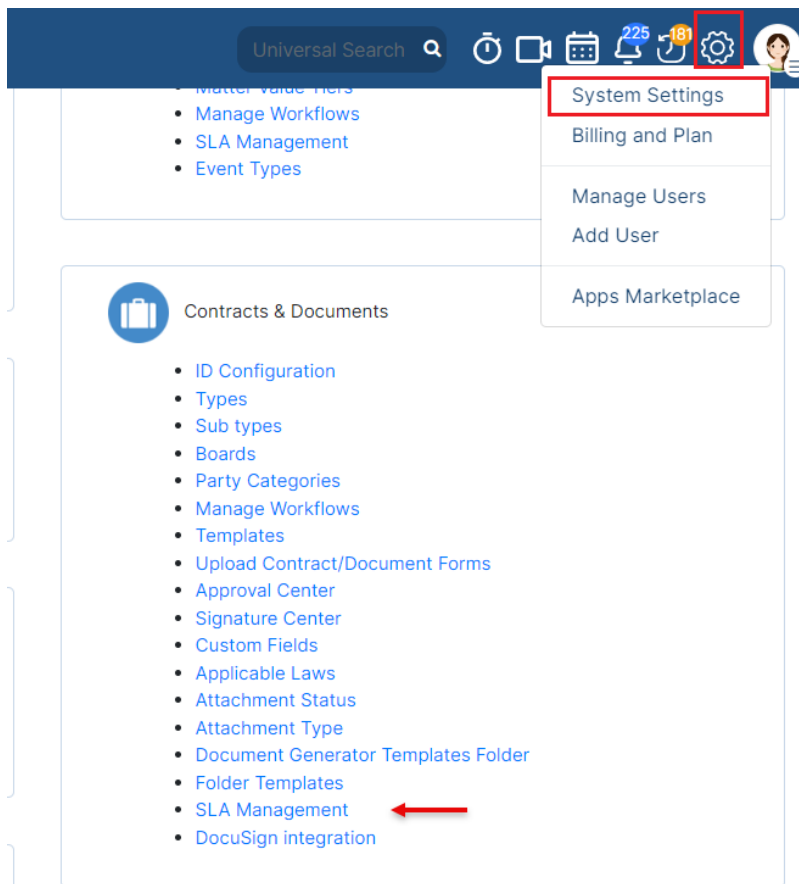 Universal Search
225
181
System Settings
Billing and Plan
Manage Users
Add User
Apps Marketplace
Matter Value Tiers
Manage Workflows
SLA Management
Event Types
Contracts & Documents
ID Configuration
Types
Sub types
Boards
Party Categories
Manage Workflows
Templates
Upload Contract/Document Forms
Approval Center
Signature Center
Custom Fields
Applicable Laws
Attachment Status
Attachment Type
Document Generator Templates Folder
Folder Templates
SLA Management
DocuSign integration